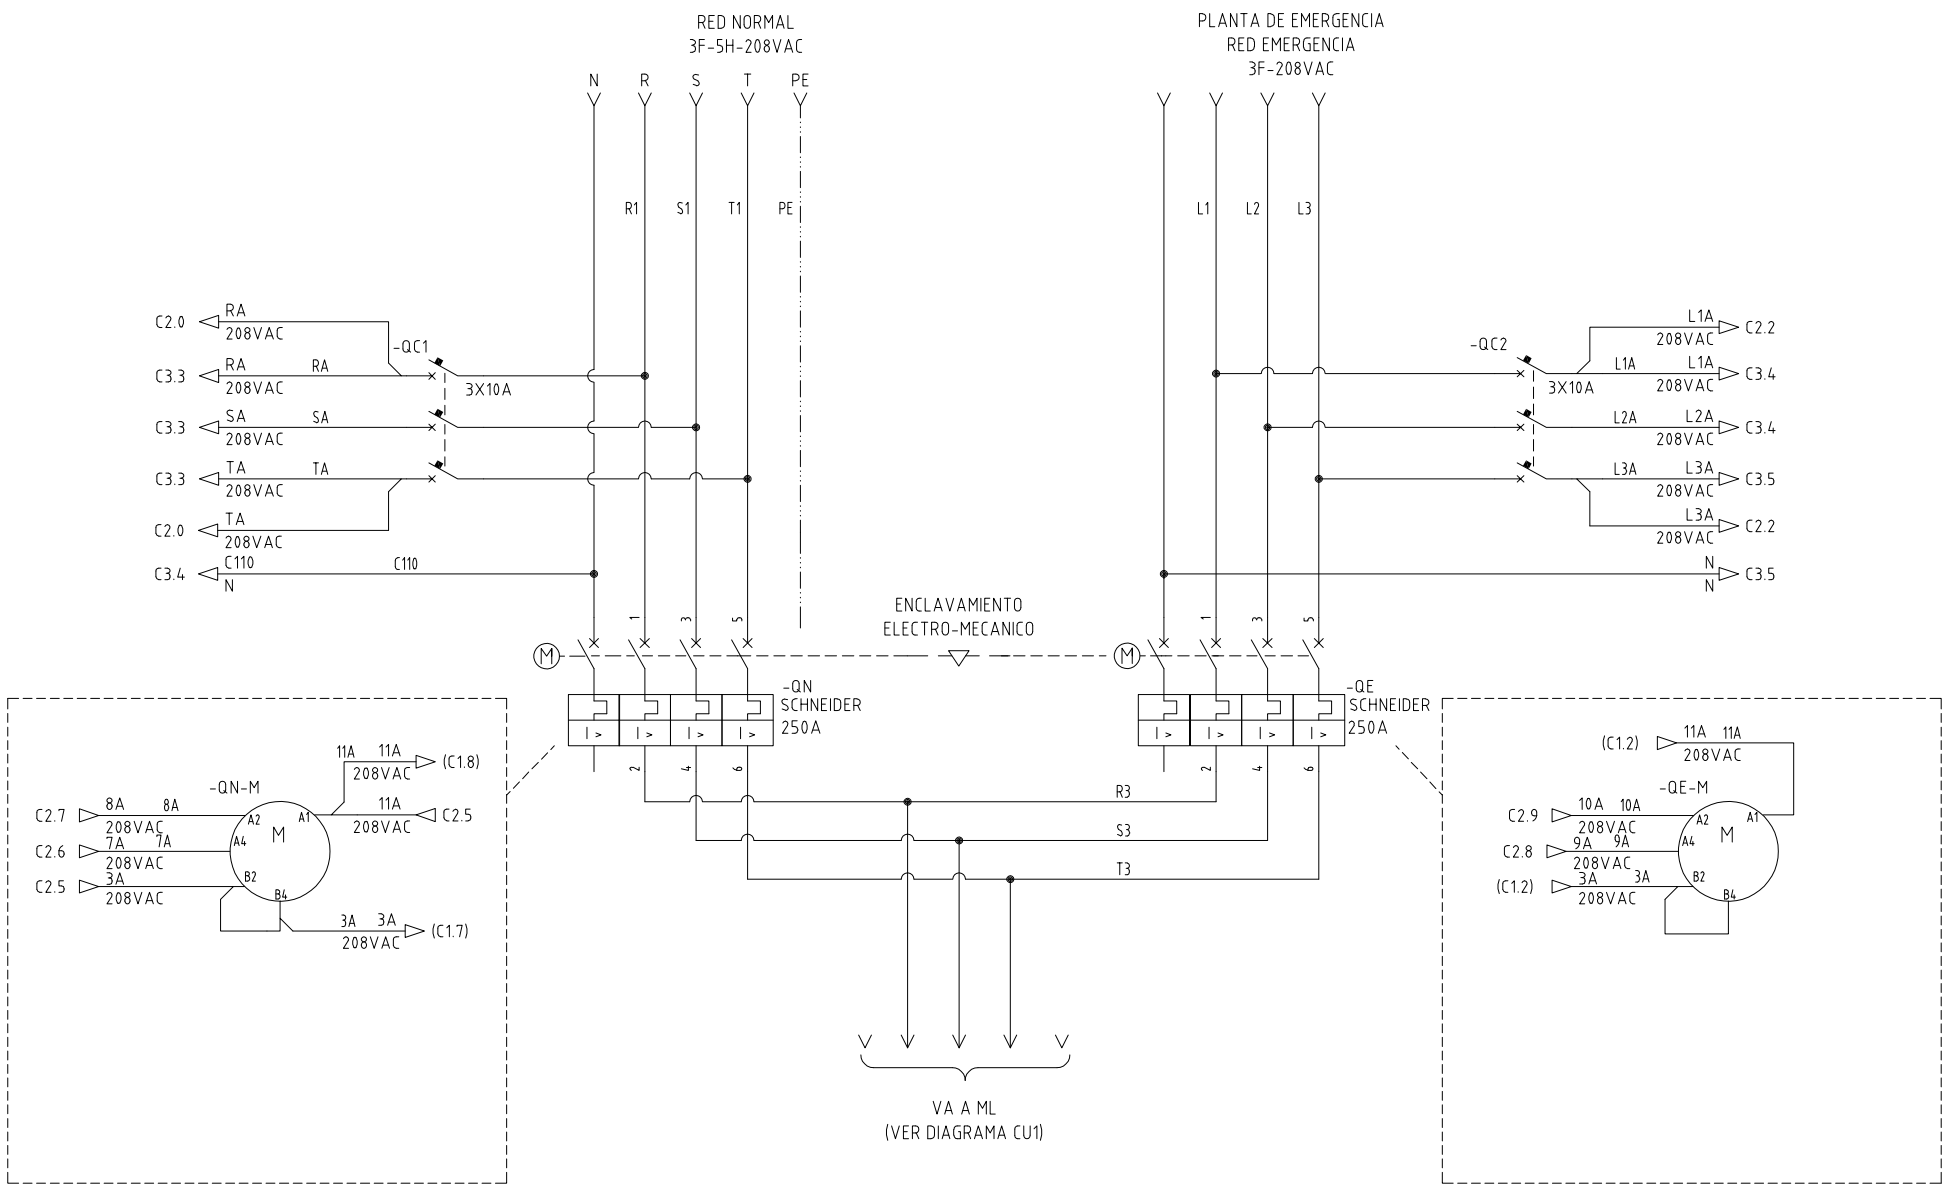 RED NORMAL
3F-5H-208VAC
N R S T PE
R1 S1 T1 PE
PLANTA DE EMERGENCIA
RED EMERGENCIA
3F-208VAC
L1 L2 L3
C2.0 RA
208VAC
-QC1
C3.3 RA RA
208VAC
3X10A
C3.3 SA SA
208VAC
C3.3 TA TA
208VAC
C2.0 TA
208VAC
C3.4 C110 C110
N
L1A C2.2
208VAC
-QC2
L1A L1A C3.4
3X10A 208VAC
L2A L2A C3.4
208VAC
L3A L3A C3.5
208VAC
L3A C2.2
208VAC
N C3.5
N
ENCLAVAMIENTO
ELECTRO-MECANICO
1 3 5
M
-QN
SCHNEIDER
250A
I > I > I > I >
2 4 6
1 3 5
M
-QE
SCHNEIDER
250A
I > I > I > I >
2 4 6
R3
S3
T3
11A 11A (C1.8)
208VAC
-QN-M
C2.7 8A 8A A2 M A1 11A C2.5
208VAC 208VAC
C2.6 7A 7A A4
208VAC
C2.5 3A B2
208VAC
B4
3A 3A (C1.7)
208VAC
(C1.2) 11A 11A
208VAC
-QE-M
C2.9 10A 10A A2 M A1
208VAC
C2.8 9A 9A A4
208VAC
(C1.2) 3A 3A B2
208VAC
B4
VA A ML
(VER DIAGRAMA CU1)